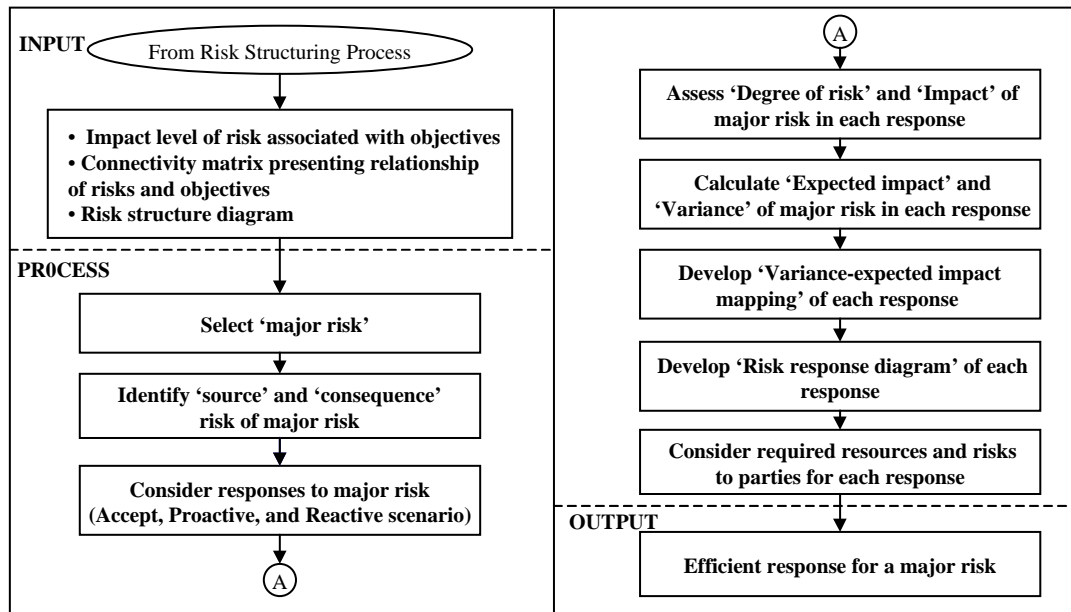 INPUT
From Risk Structuring Process
• Impact level of risk associated with objectives
• Connectivity matrix presenting relationship
of risks and objectives
• Risk structure diagram
PR0CESS
Select ‘major risk’
Identify ‘source’ and ‘consequence’
risk of major risk
Consider responses to major risk
(Accept, Proactive, and Reactive scenario)
A
A
Assess ‘Degree of risk’ and ‘Impact’ of
major risk in each response
Calculate ‘Expected impact’ and
‘Variance’ of major risk in each response
Develop ‘Variance-expected impact
mapping’ of each response
Develop ‘Risk response diagram’ of each
response
Consider required resources and risks
to parties for each response
OUTPUT
Efficient response for a major risk